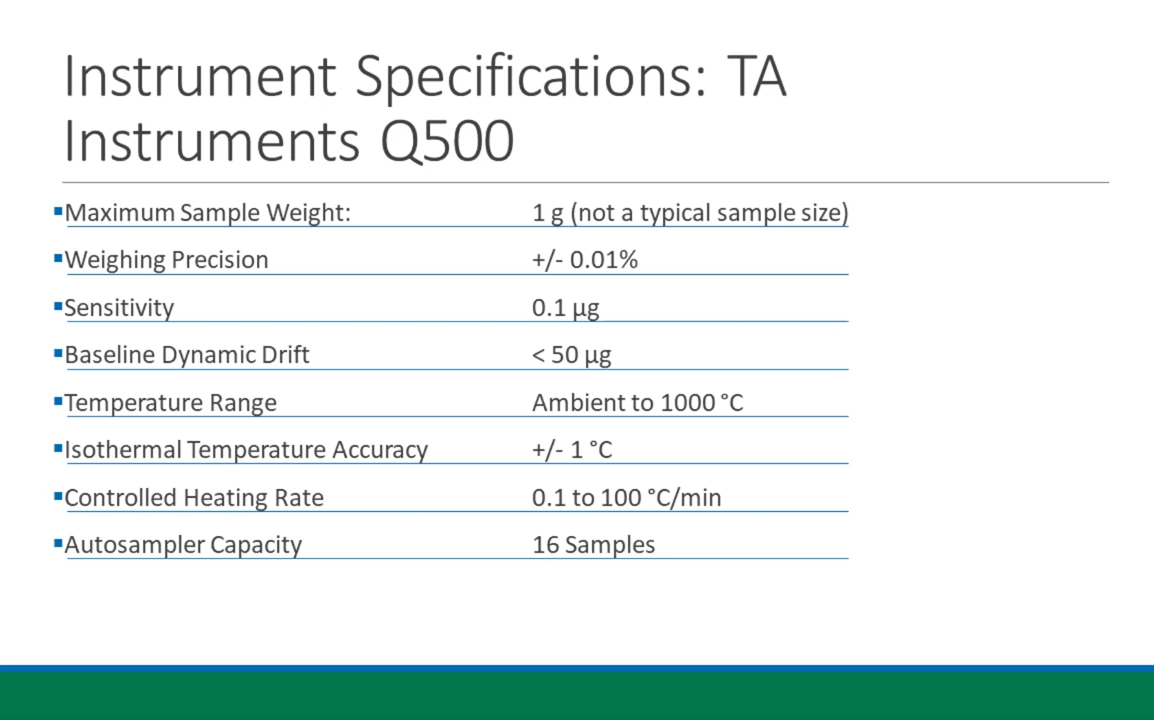 Instrument Specifications: TA
Instruments Q500
▪Maximum Sample Weight: 1 g (not a typical sample size)
▪Weighing Precision +/- 0.01%
▪Sensitivity 0.1 µg
▪Baseline Dynamic Drift < 50 µg
▪Temperature Range Ambient to 1000 °C
▪Isothermal Temperature Accuracy +/- 1 °C
▪Controlled Heating Rate 0.1 to 100 °C/min
▪Autosampler Capacity 16 Samples